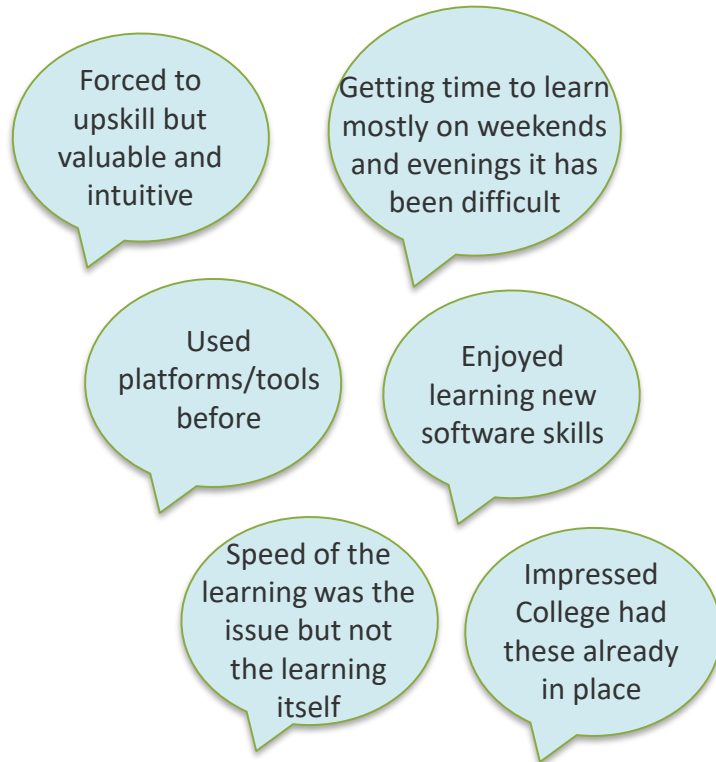 Forced to
upskill but
valuable and
intuitive
Getting time to learn
mostly on weekends
and evenings it has
been difficult
Used
platforms/tools
before
Enjoyed
learning new
software skills
Speed of the
learning was the
issue but not
the learning
itself
Impressed
College had
these already
in place